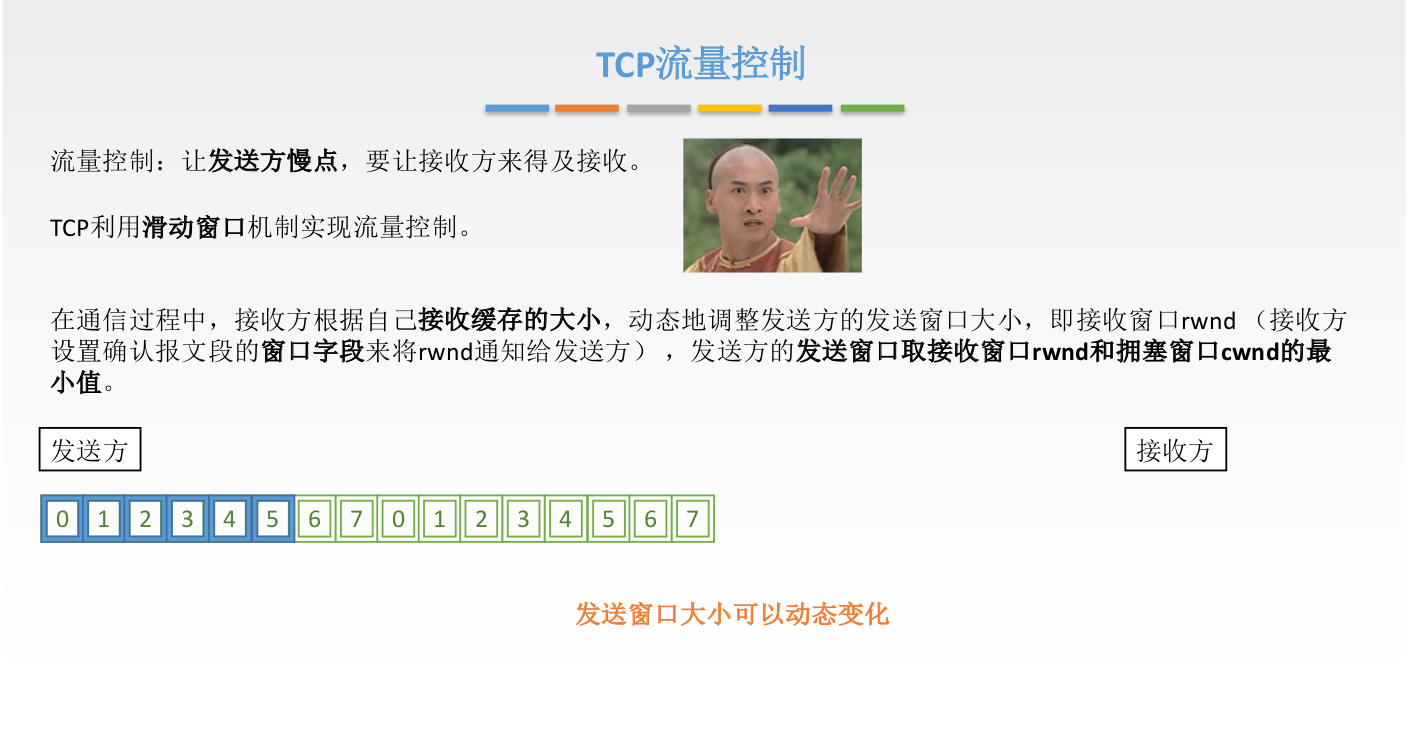 TCP流量控制
流量控制：让发送方慢点，要让接收方来得及接收。
TCP利用滑动窗口机制实现流量控制。
在通信过程中，接收方根据自己接收缓存的大小，动态地调整发送方的发送窗口大小，即接收窗口rwnd（接收方
设置确认报文段的窗口字段来将rwnd通知给发送方），发送方的发送窗口取接收窗口rwnd和拥塞窗口cwnd的最
小值。
发送方 接收方
0 1 2 3 4 5 6 7 0 1 2 3 4 5 6 7
发送窗口大小可以动态变化